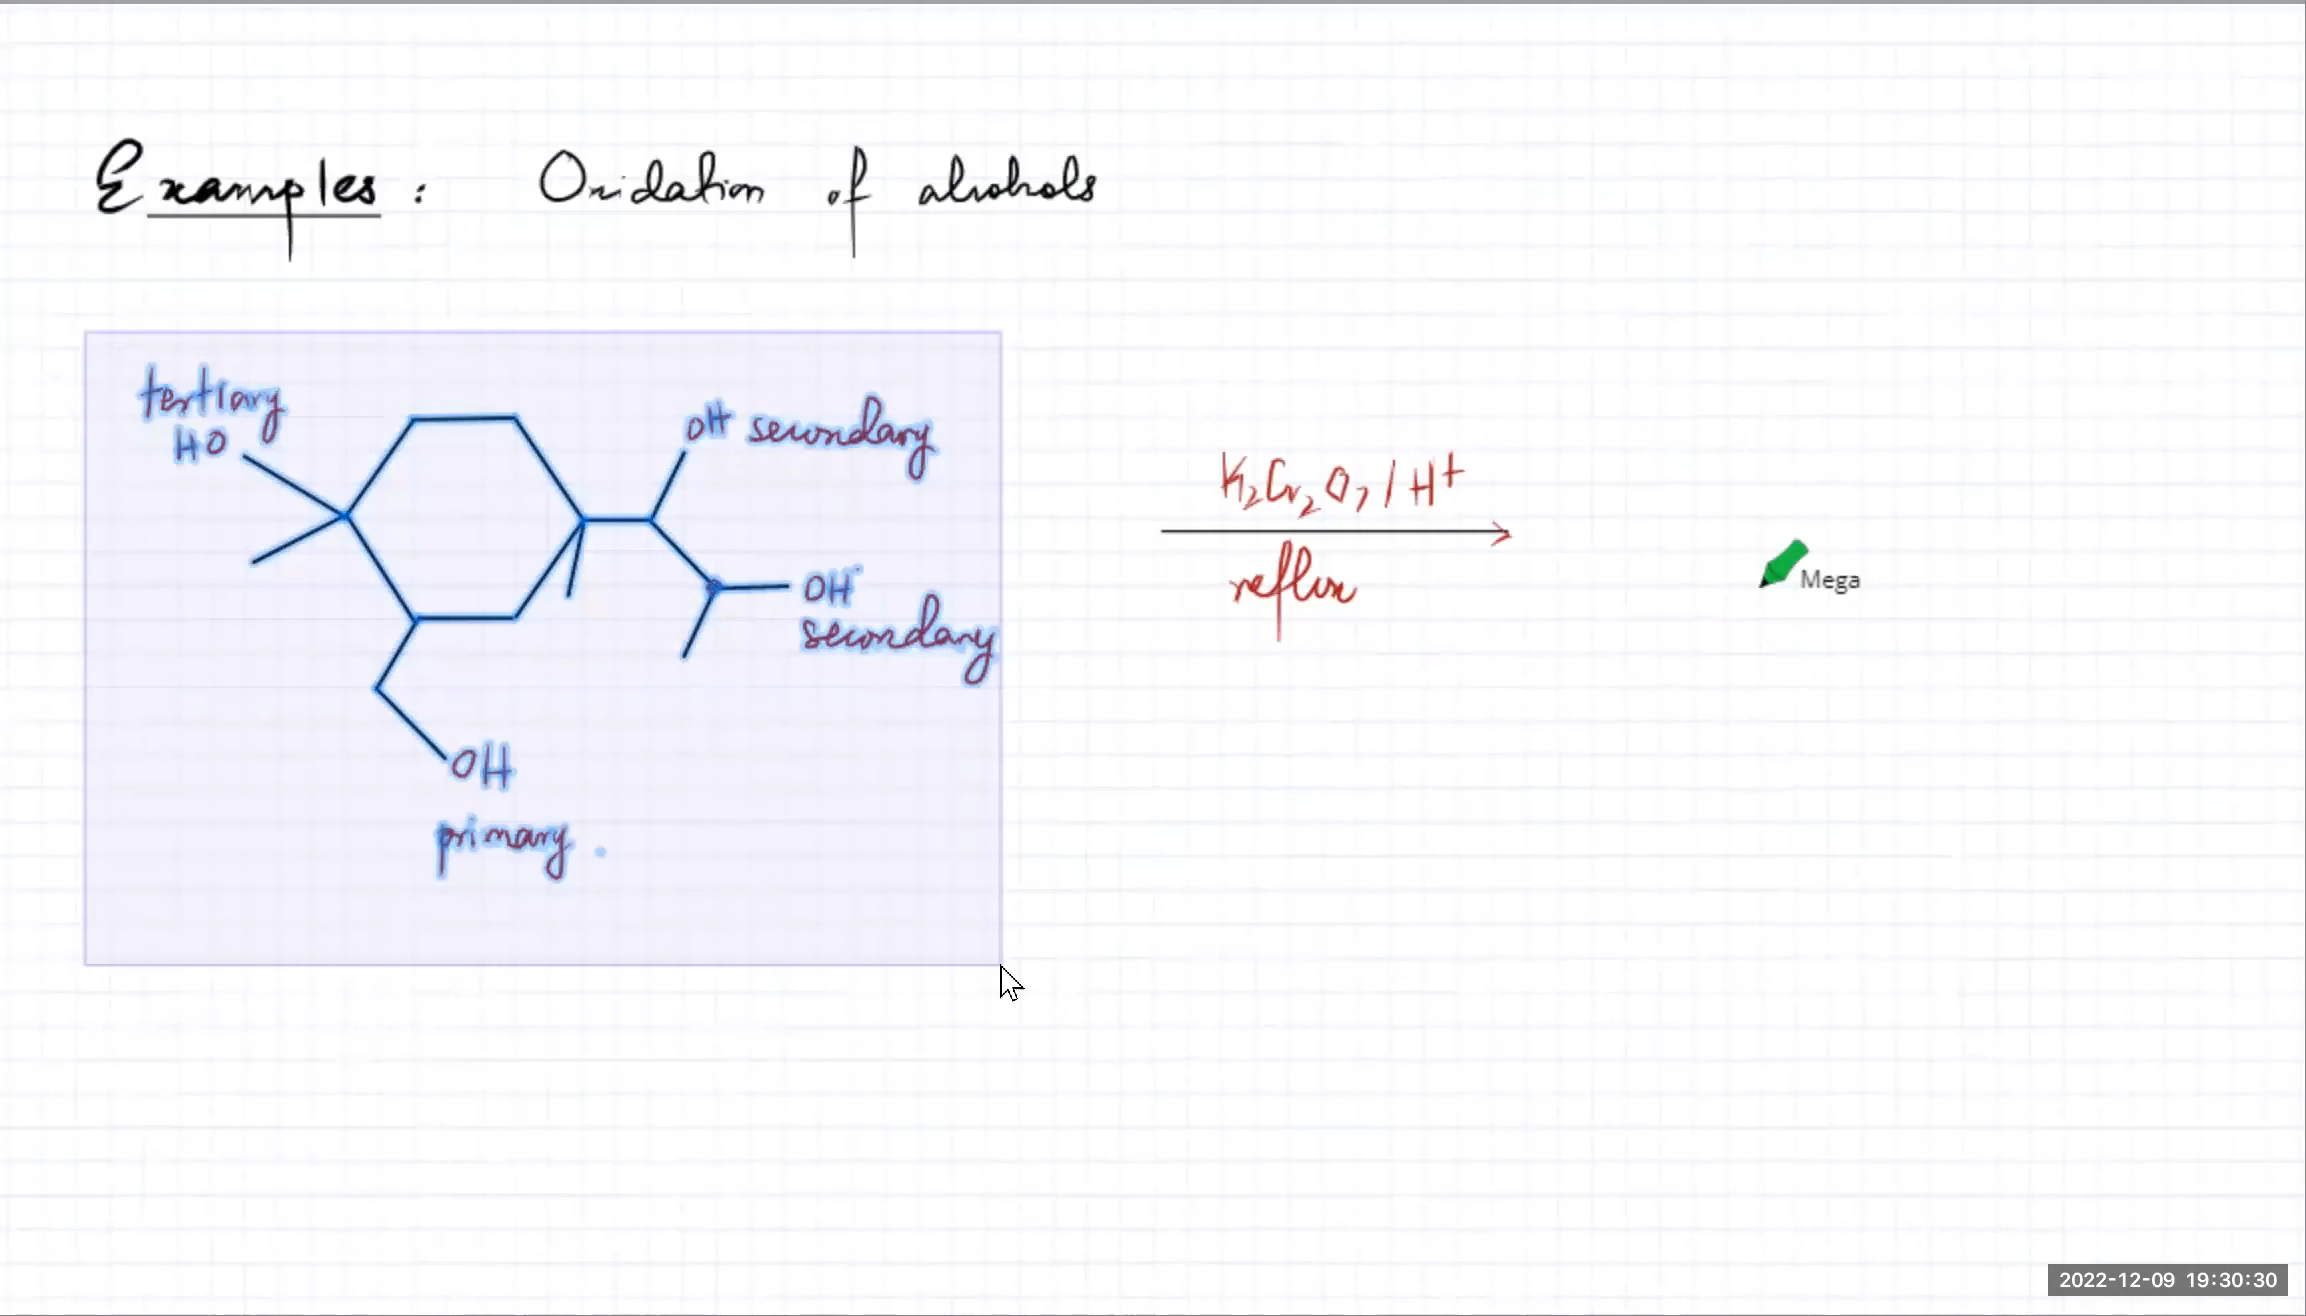 Examples : Oxidation of alcohols
tertiary
HO
OH secondary
OH
secondary
OH
primary .
K₂Cr₂O₇ / H⁺
reflux
Mega
2022-12-09 19:30:30